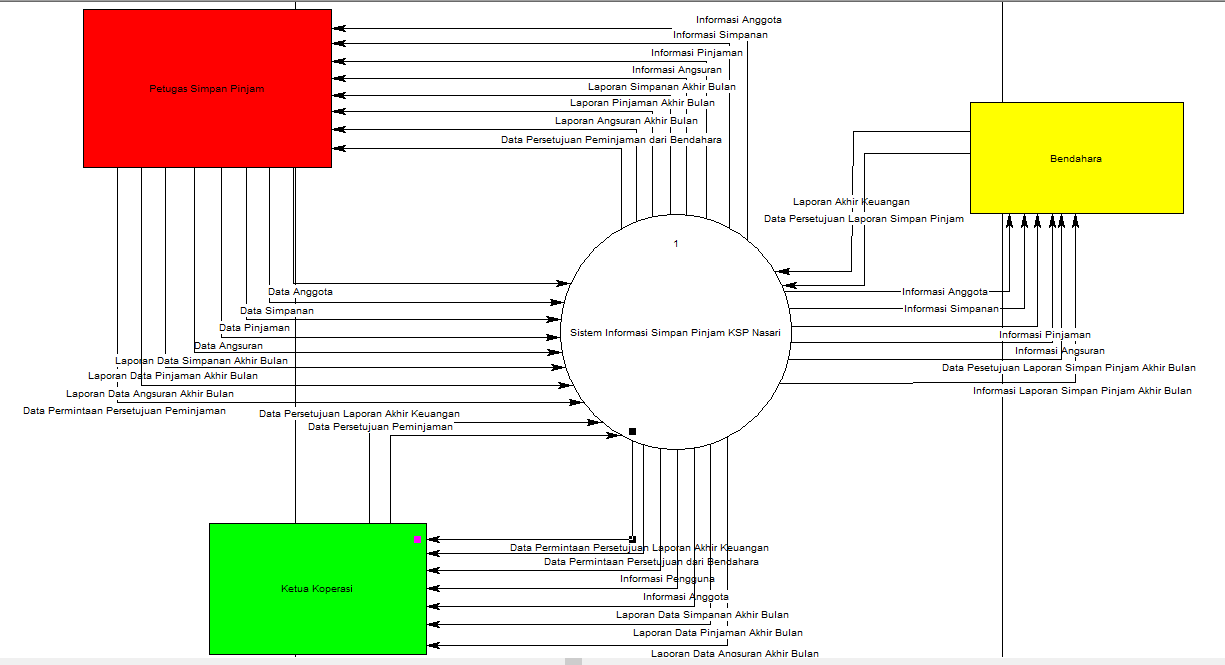 Informasi Anggota
Informasi Simpanan
Informasi Pinjaman
Informasi Angsuran
Laporan Simpanan Akhir Bulan
Laporan Pinjaman Akhir Bulan
Laporan Angsuran Akhir Bulan
Data Persetujuan Peminjaman dari Bendahara
Petugas Simpan Pinjam
Bendahara
Laporan Akhir Keuangan
Data Persetujuan Laporan Simpan Pinjam
1
Sistem Informasi Simpan Pinjam KSP Nasari
Data Anggota
Data Simpanan
Data Pinjaman
Data Angsuran
Laporan Data Simpanan Akhir Bulan
Laporan Data Pinjaman Akhir Bulan
Laporan Data Angsuran Akhir Bulan
Data Permintaan Persetujuan Peminjaman
Informasi Anggota
Informasi Simpanan
Informasi Pinjaman
Informasi Angsuran
Data Pesetujuan Laporan Simpan Pinjam Akhir Bulan
Informasi Laporan Simpan Pinjam Akhir Bulan
Data Persetujuan Laporan Akhir Keuangan
Data Persetujuan Peminjaman
Ketua Koperasi
Data Permintaan Persetujuan Laporan Akhir Keuangan
Data Permintaan Persetujuan dari Bendahara
Informasi Pengguna
Informasi Anggota
Laporan Data Simpanan Akhir Bulan
Laporan Data Pinjaman Akhir Bulan
Laporan Data Angsuran Akhir Bulan